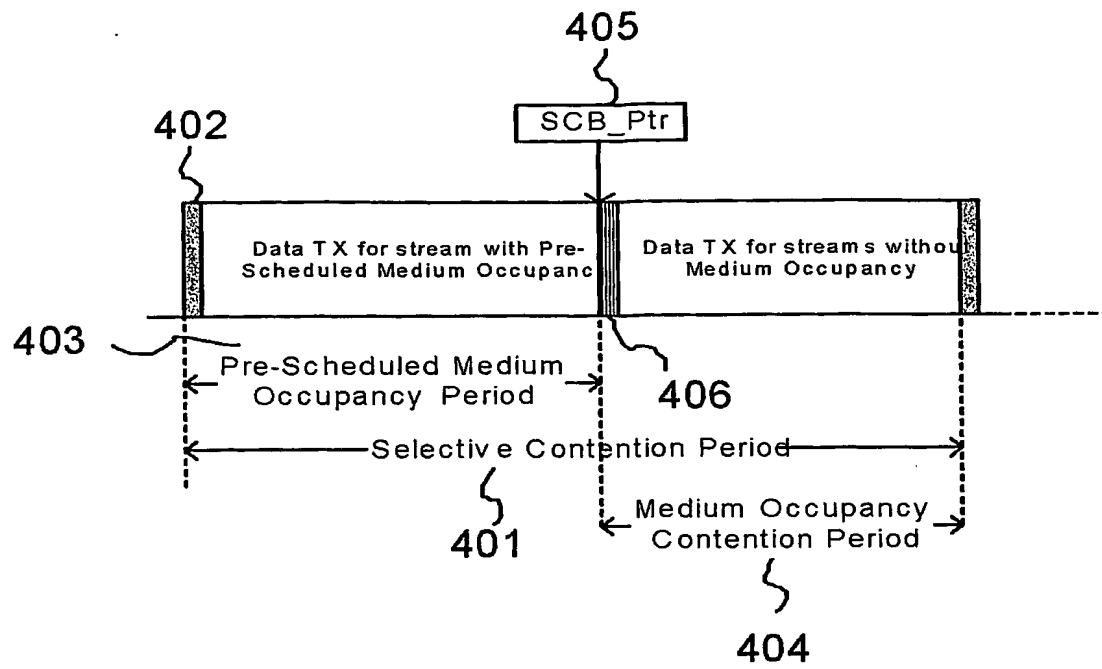 405
SCB_Ptr
402
Data TX for stream with Pre-
Scheduled Medium Occupanc
Data TX for streams withou
Medium Occupancy
403
Pre-Scheduled Medium
Occupancy Period
406
Selective Contention Period
401
Medium Occupancy
Contention Period
404